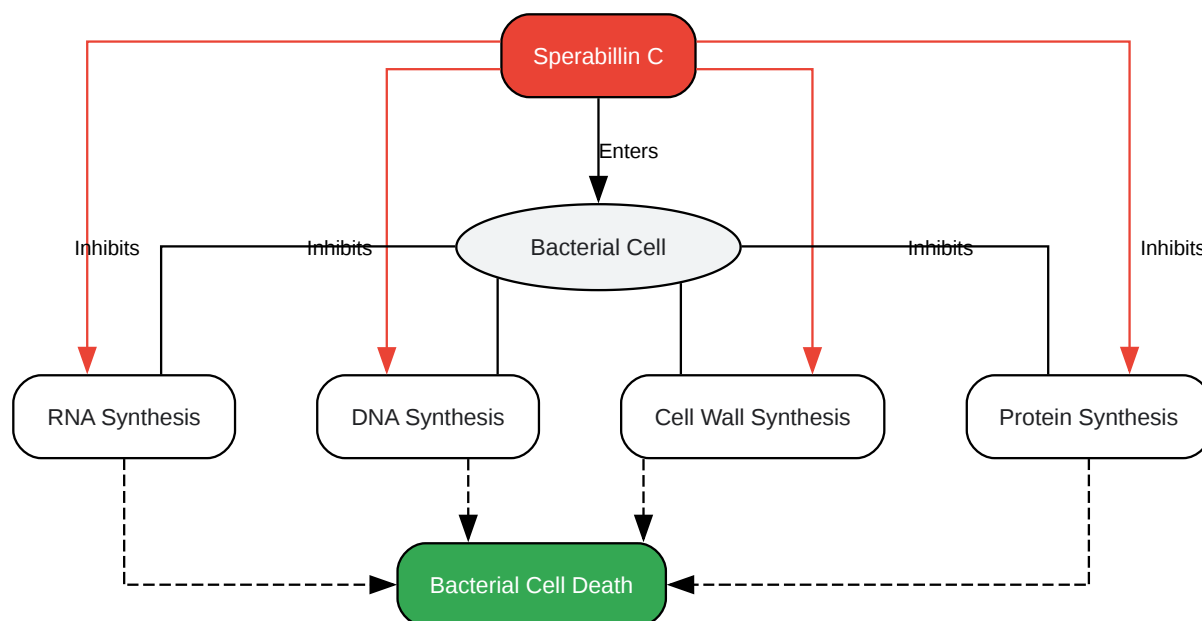 Sperabillin C
Enters
Inhibits
Inhibits
Bacterial Cell
Inhibits
Inhibits
RNA Synthesis
DNA Synthesis
Cell Wall Synthesis
Protein Synthesis
Bacterial Cell Death